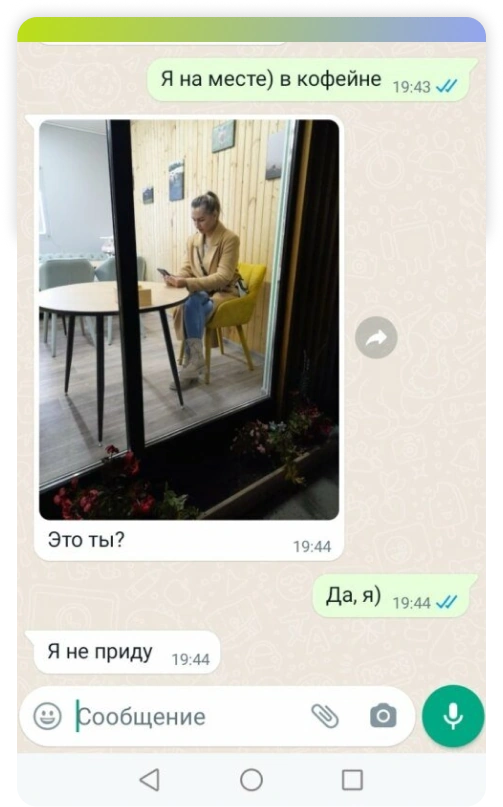 Я на месте) в кофейне 19:43
Это ты?
19:44
Да, я) 19:44
Я не приду 19:44
Сообщение